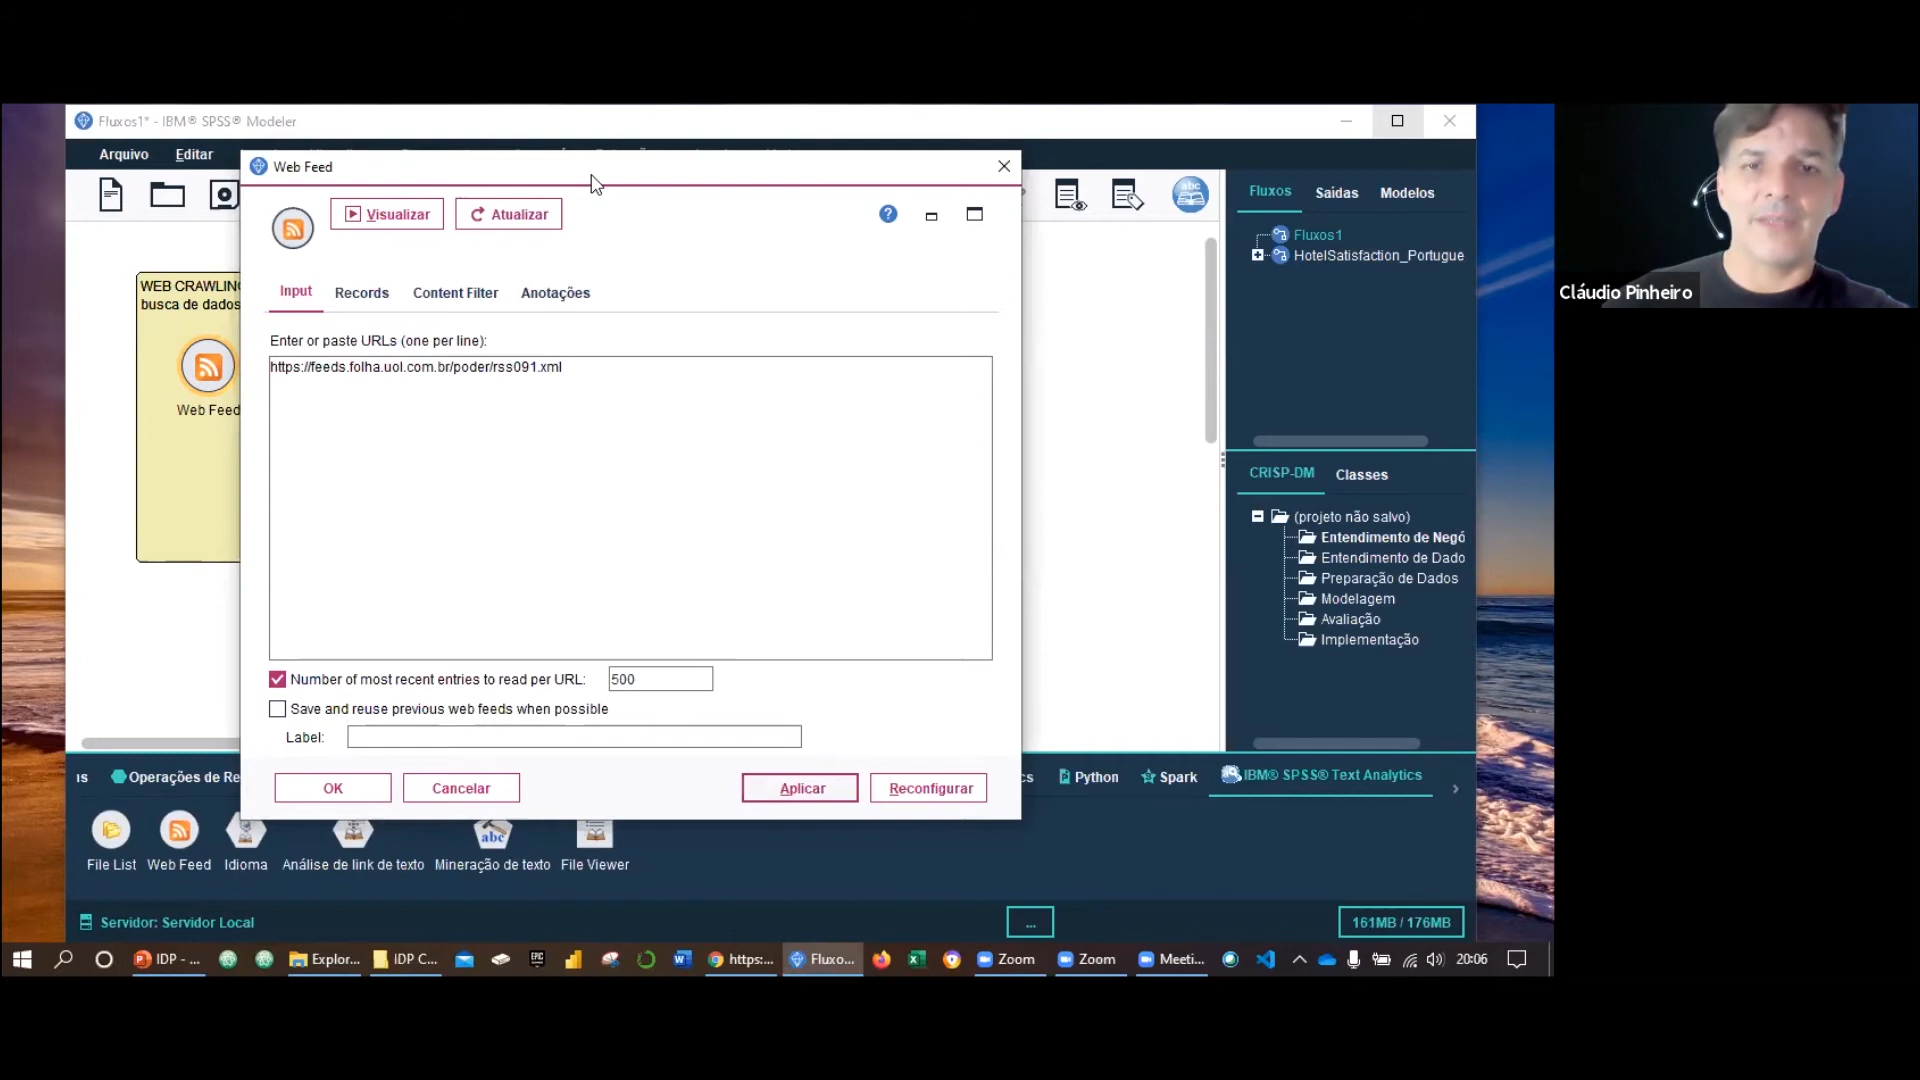 Fluxos1* - IBM® SPSS® Modeler
Arquivo Editar
Web Feed
Visualizar Atualizar
?
abc
Input Records Content Filter Anotações
Enter or paste URLs (one per line):
https://feeds.folha.uol.com.br/poder/rss091.xml
Number of most recent entries to read per URL: 500
Save and reuse previous web feeds when possible
Label:
OK Cancelar Aplicar Reconfigurar
WEB CRAWLING
busca de dados
Web Feed
Fluxos Saídas Modelos
Fluxos1
HotelSatisfaction_Portugue
CRISP-DM Classes
(projeto não salvo)
Entendimento de Negó
Entendimento de Dado
Preparação de Dados
Modelagem
Avaliação
Implementação
Cláudio Pinheiro
ıs Operações de Re cs Python Spark IBM® SPSS® Text Analytics
abc
File List Web Feed Idioma Análise de link de texto Mineração de texto File Viewer
Servidor: Servidor Local ... 161MB / 176MB
IDP - ... Explor... IDP C... EPIC https:... Fluxo... Zoom Zoom Meeti... 20:06